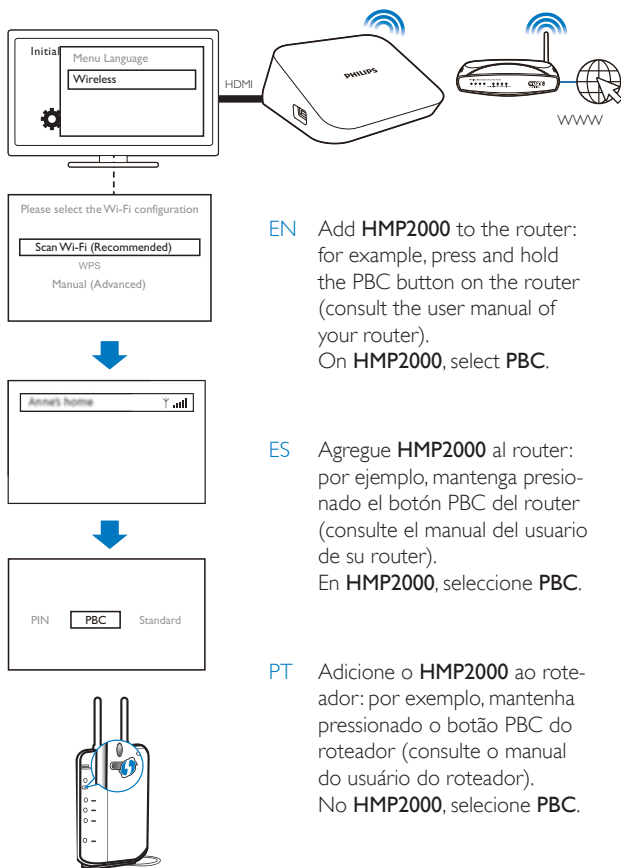 Initial
Menu Language
Wireless
HDMI
PHILIPS
WWW
Please select the Wi-Fi configuration
Scan Wi-Fi (Recommended)
WPS
Manual (Advanced)
Anne's home
PIN PBC Standard
EN Add HMP2000 to the router:
for example, press and hold
the PBC button on the router
(consult the user manual of
your router).
On HMP2000, select PBC.
ES Agregue HMP2000 al router:
por ejemplo, mantenga presio-
nado el botón PBC del router
(consulte el manual del usuario
de su router).
En HMP2000, seleccione PBC.
PT Adicione o HMP2000 ao rote-
ador: por exemplo, mantenha
pressionado o botão PBC do
roteador (consulte o manual
do usuário do roteador).
No HMP2000, selecione PBC.